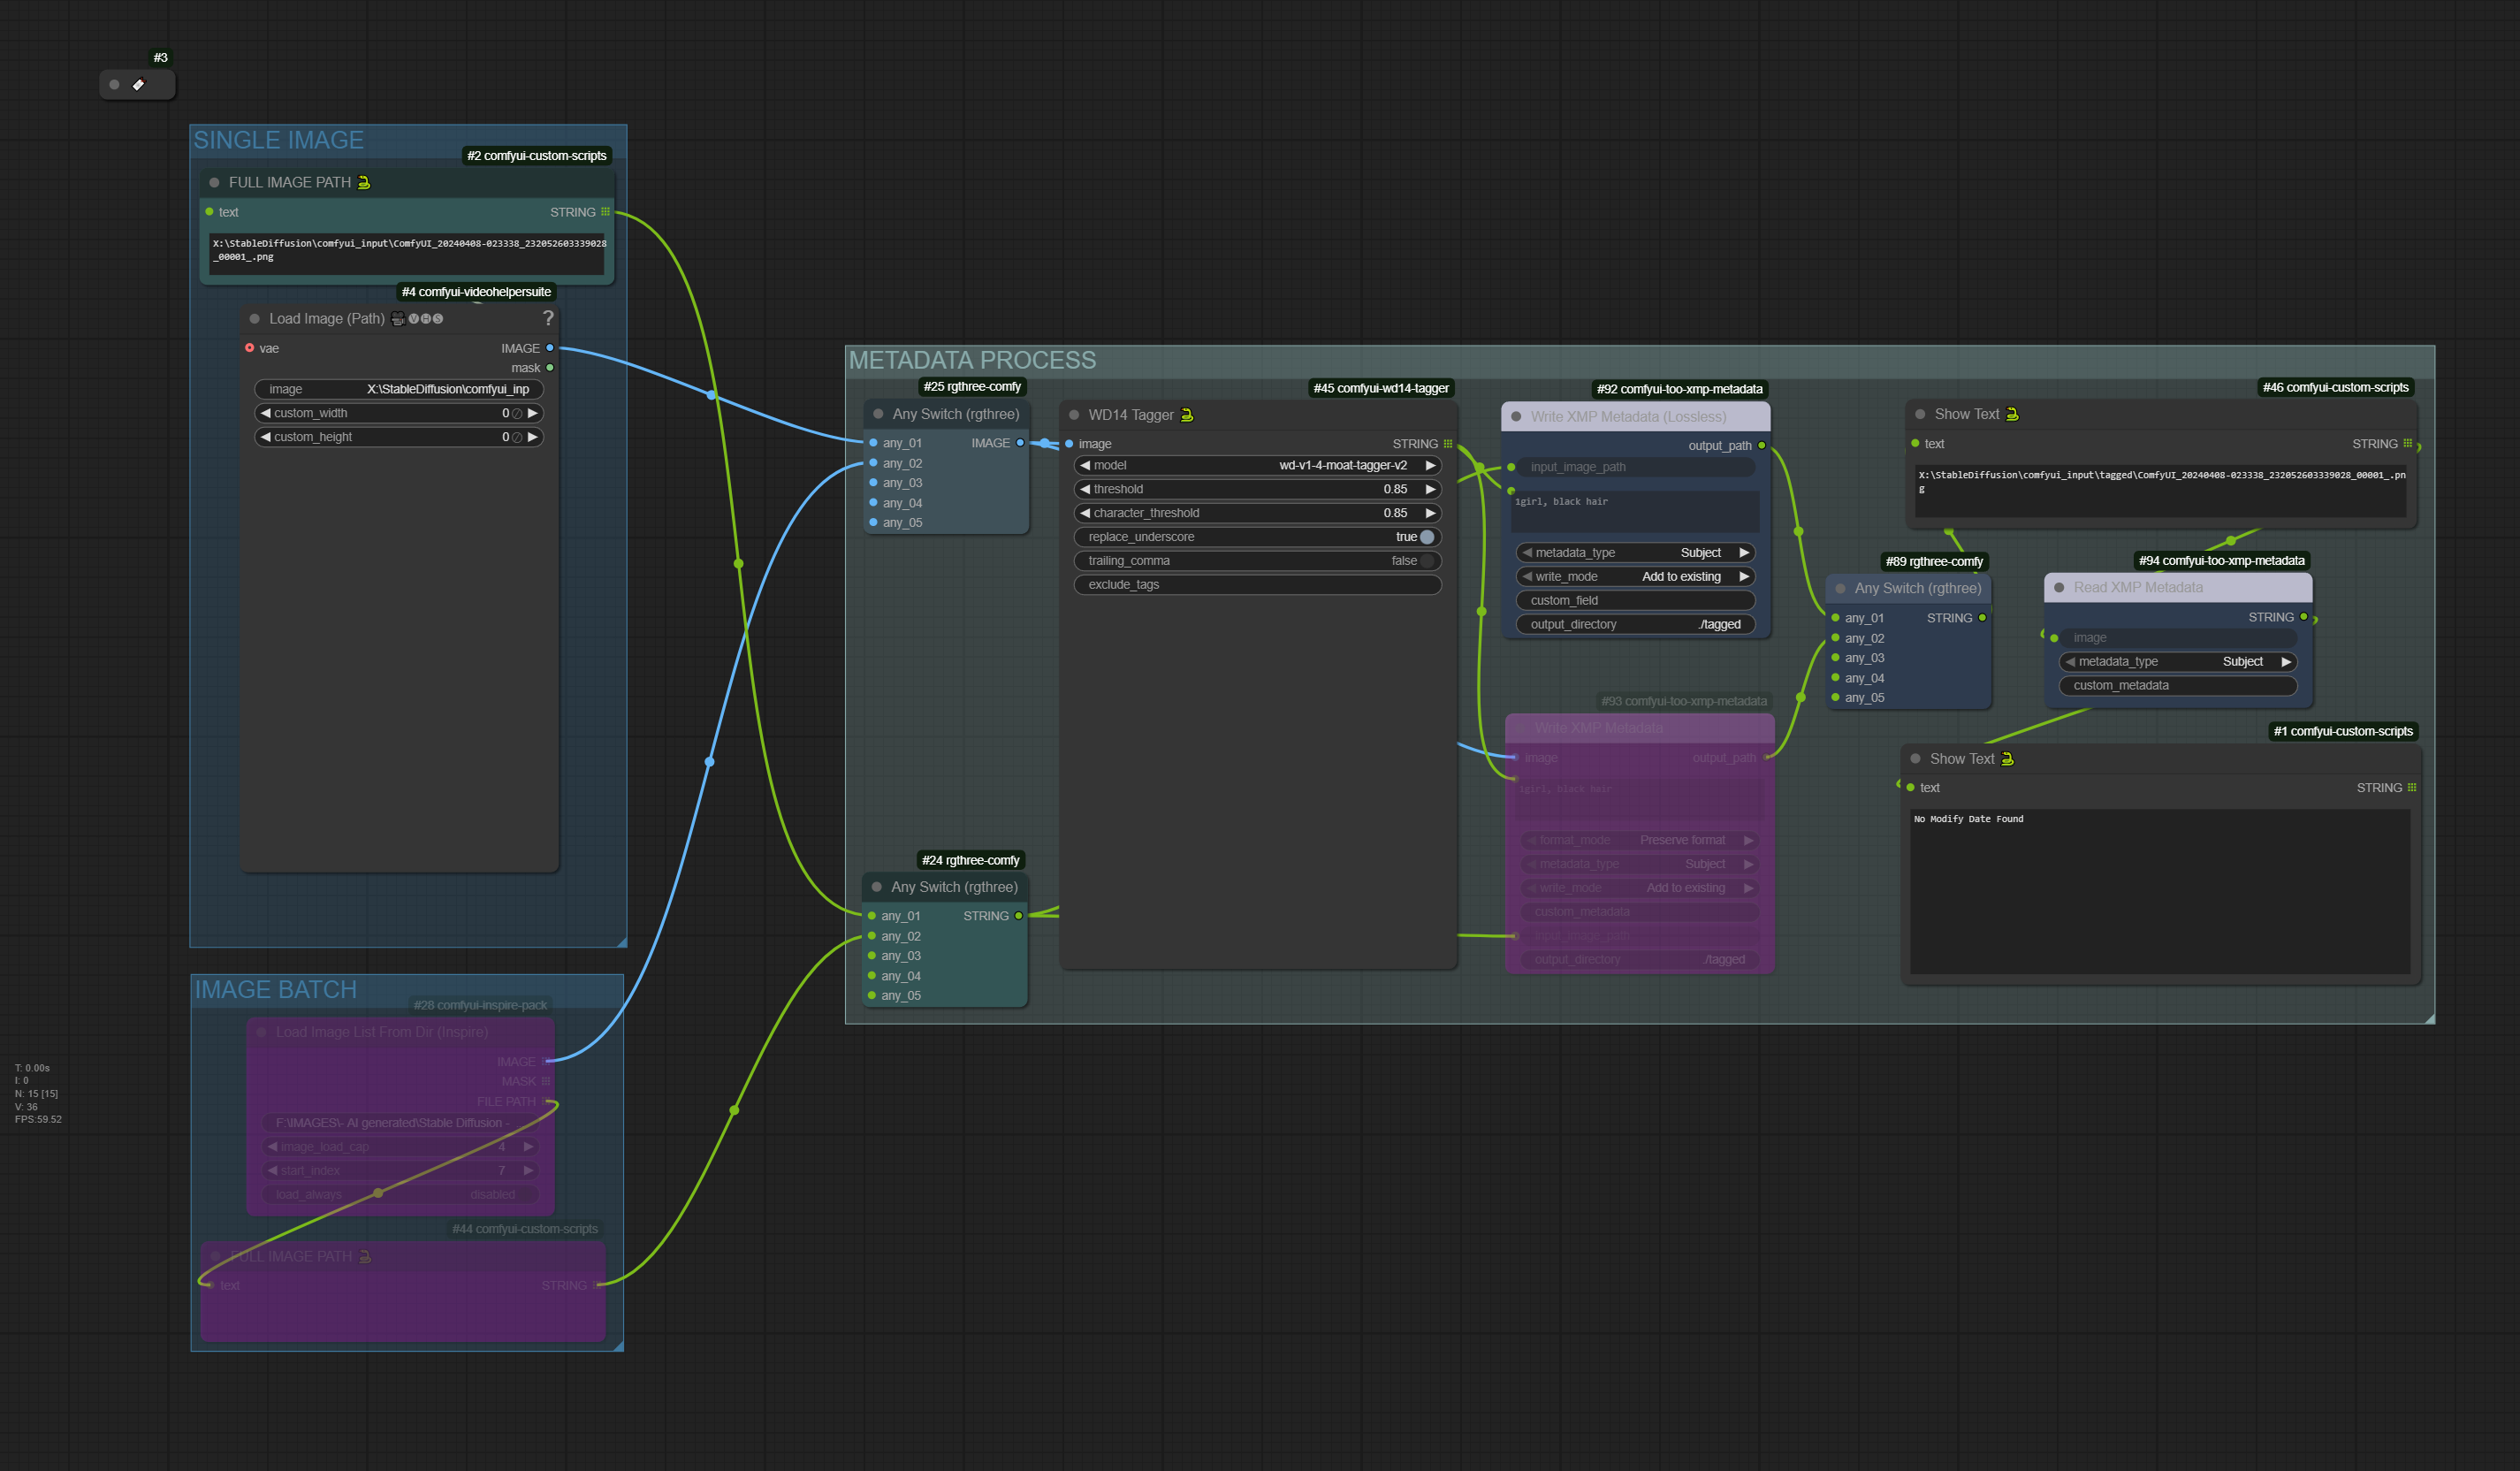 #3
SINGLE IMAGE
#2 comfyui-custom-scripts
FULL IMAGE PATH
text STRING
X:\StableDiffusion\comfyui_input\ComfyUI_20240408-023338_232052603339028
_00001_.png
#4 comfyui-videohelpersuite
Load Image (Path) VHS ?
vae IMAGE
mask
image X:\StableDiffusion\comfyui_inp
custom_width 0
custom_height 0
IMAGE BATCH
#28 comfyui-inspire-pack
Load Image List From Dir (Inspire)
IMAGE
MASK
FILE PATH
F:\IMAGES\- AI generated\Stable Diffusion -
image_load_cap 4
start_index 7
load_always disabled
#44 comfyui-custom-scripts
FULL IMAGE PATH
text STRING
T: 0.00s
I: 0
N: 15 [15]
V: 36
FPS:59.52
METADATA PROCESS
#25 rgthree-comfy
Any Switch (rgthree)
any_01 IMAGE
any_02
any_03
any_04
any_05
#24 rgthree-comfy
Any Switch (rgthree)
any_01 STRING
any_02
any_03
any_04
any_05
#45 comfyui-wd14-tagger
WD14 Tagger
image STRING
model wd-v1-4-moat-tagger-v2
threshold 0.85
character_threshold 0.85
replace_underscore true
trailing_comma false
exclude_tags
#92 comfyui-too-xmp-metadata
Write XMP Metadata (Lossless)
output_path
input_image_path
1girl, black hair
metadata_type Subject
write_mode Add to existing
custom_field
output_directory ./tagged
#93 comfyui-too-xmp-metadata
Write XMP Metadata
image output_path
1girl, black hair
format_mode Preserve format
metadata_type Subject
write_mode Add to existing
custom_metadata
output_directory ./tagged
#46 comfyui-custom-scripts
Show Text
text STRING
X:\StableDiffusion\comfyui_input\tagged\ComfyUI_20240408-023338_232052603339028_00001_.pn
g
#89 rgthree-comfy
Any Switch (rgthree)
any_01 STRING
any_02
any_03
any_04
any_05
#94 comfyui-too-xmp-metadata
Read XMP Metadata
STRING
image
metadata_type Subject
custom_metadata
#1 comfyui-custom-scripts
Show Text
text STRING
No Modify Date Found